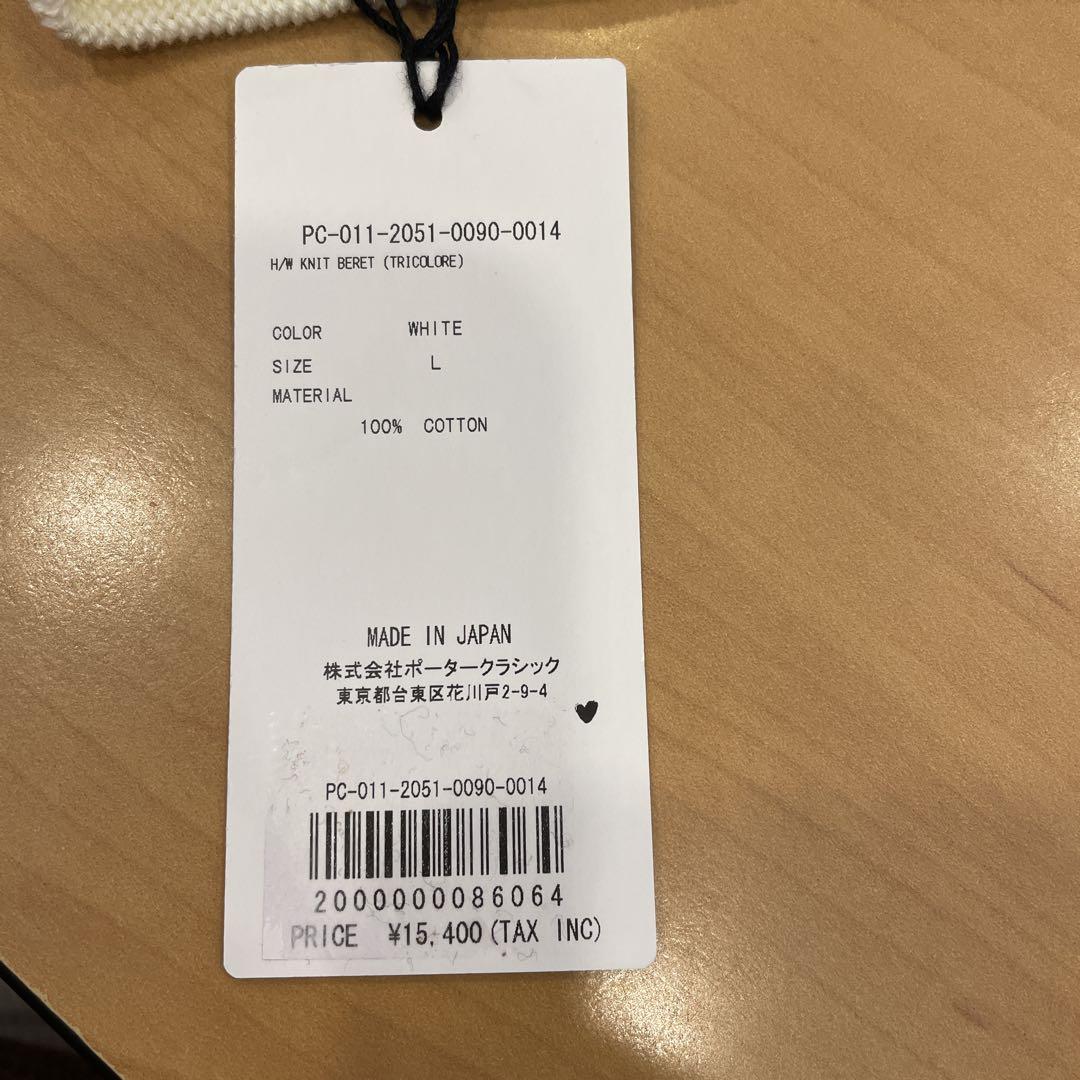 PC-011-2051-0090-0014
H/W KNIT BERET (TRICOLORE)
COLOR WHITE
SIZE L
MATERIAL
100% COTTON
MADE IN JAPAN
株式会社ポータークラシック
東京都台東区花川戸2-9-4
PC-011-2051-0090-0014
2000000086064
PRICE ¥15,400(TAX INC)